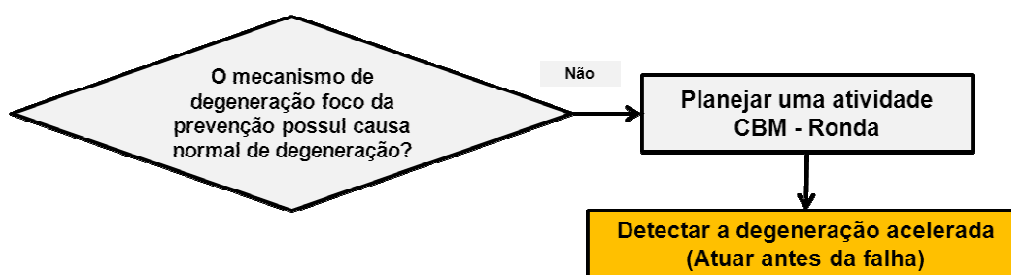 O mecanismo de
degeneração foco da
prevenção possuI causa
normal de degeneração?
Não
Planejar uma atividade
CBM - Ronda
Detectar a degeneração acelerada
(Atuar antes da falha)